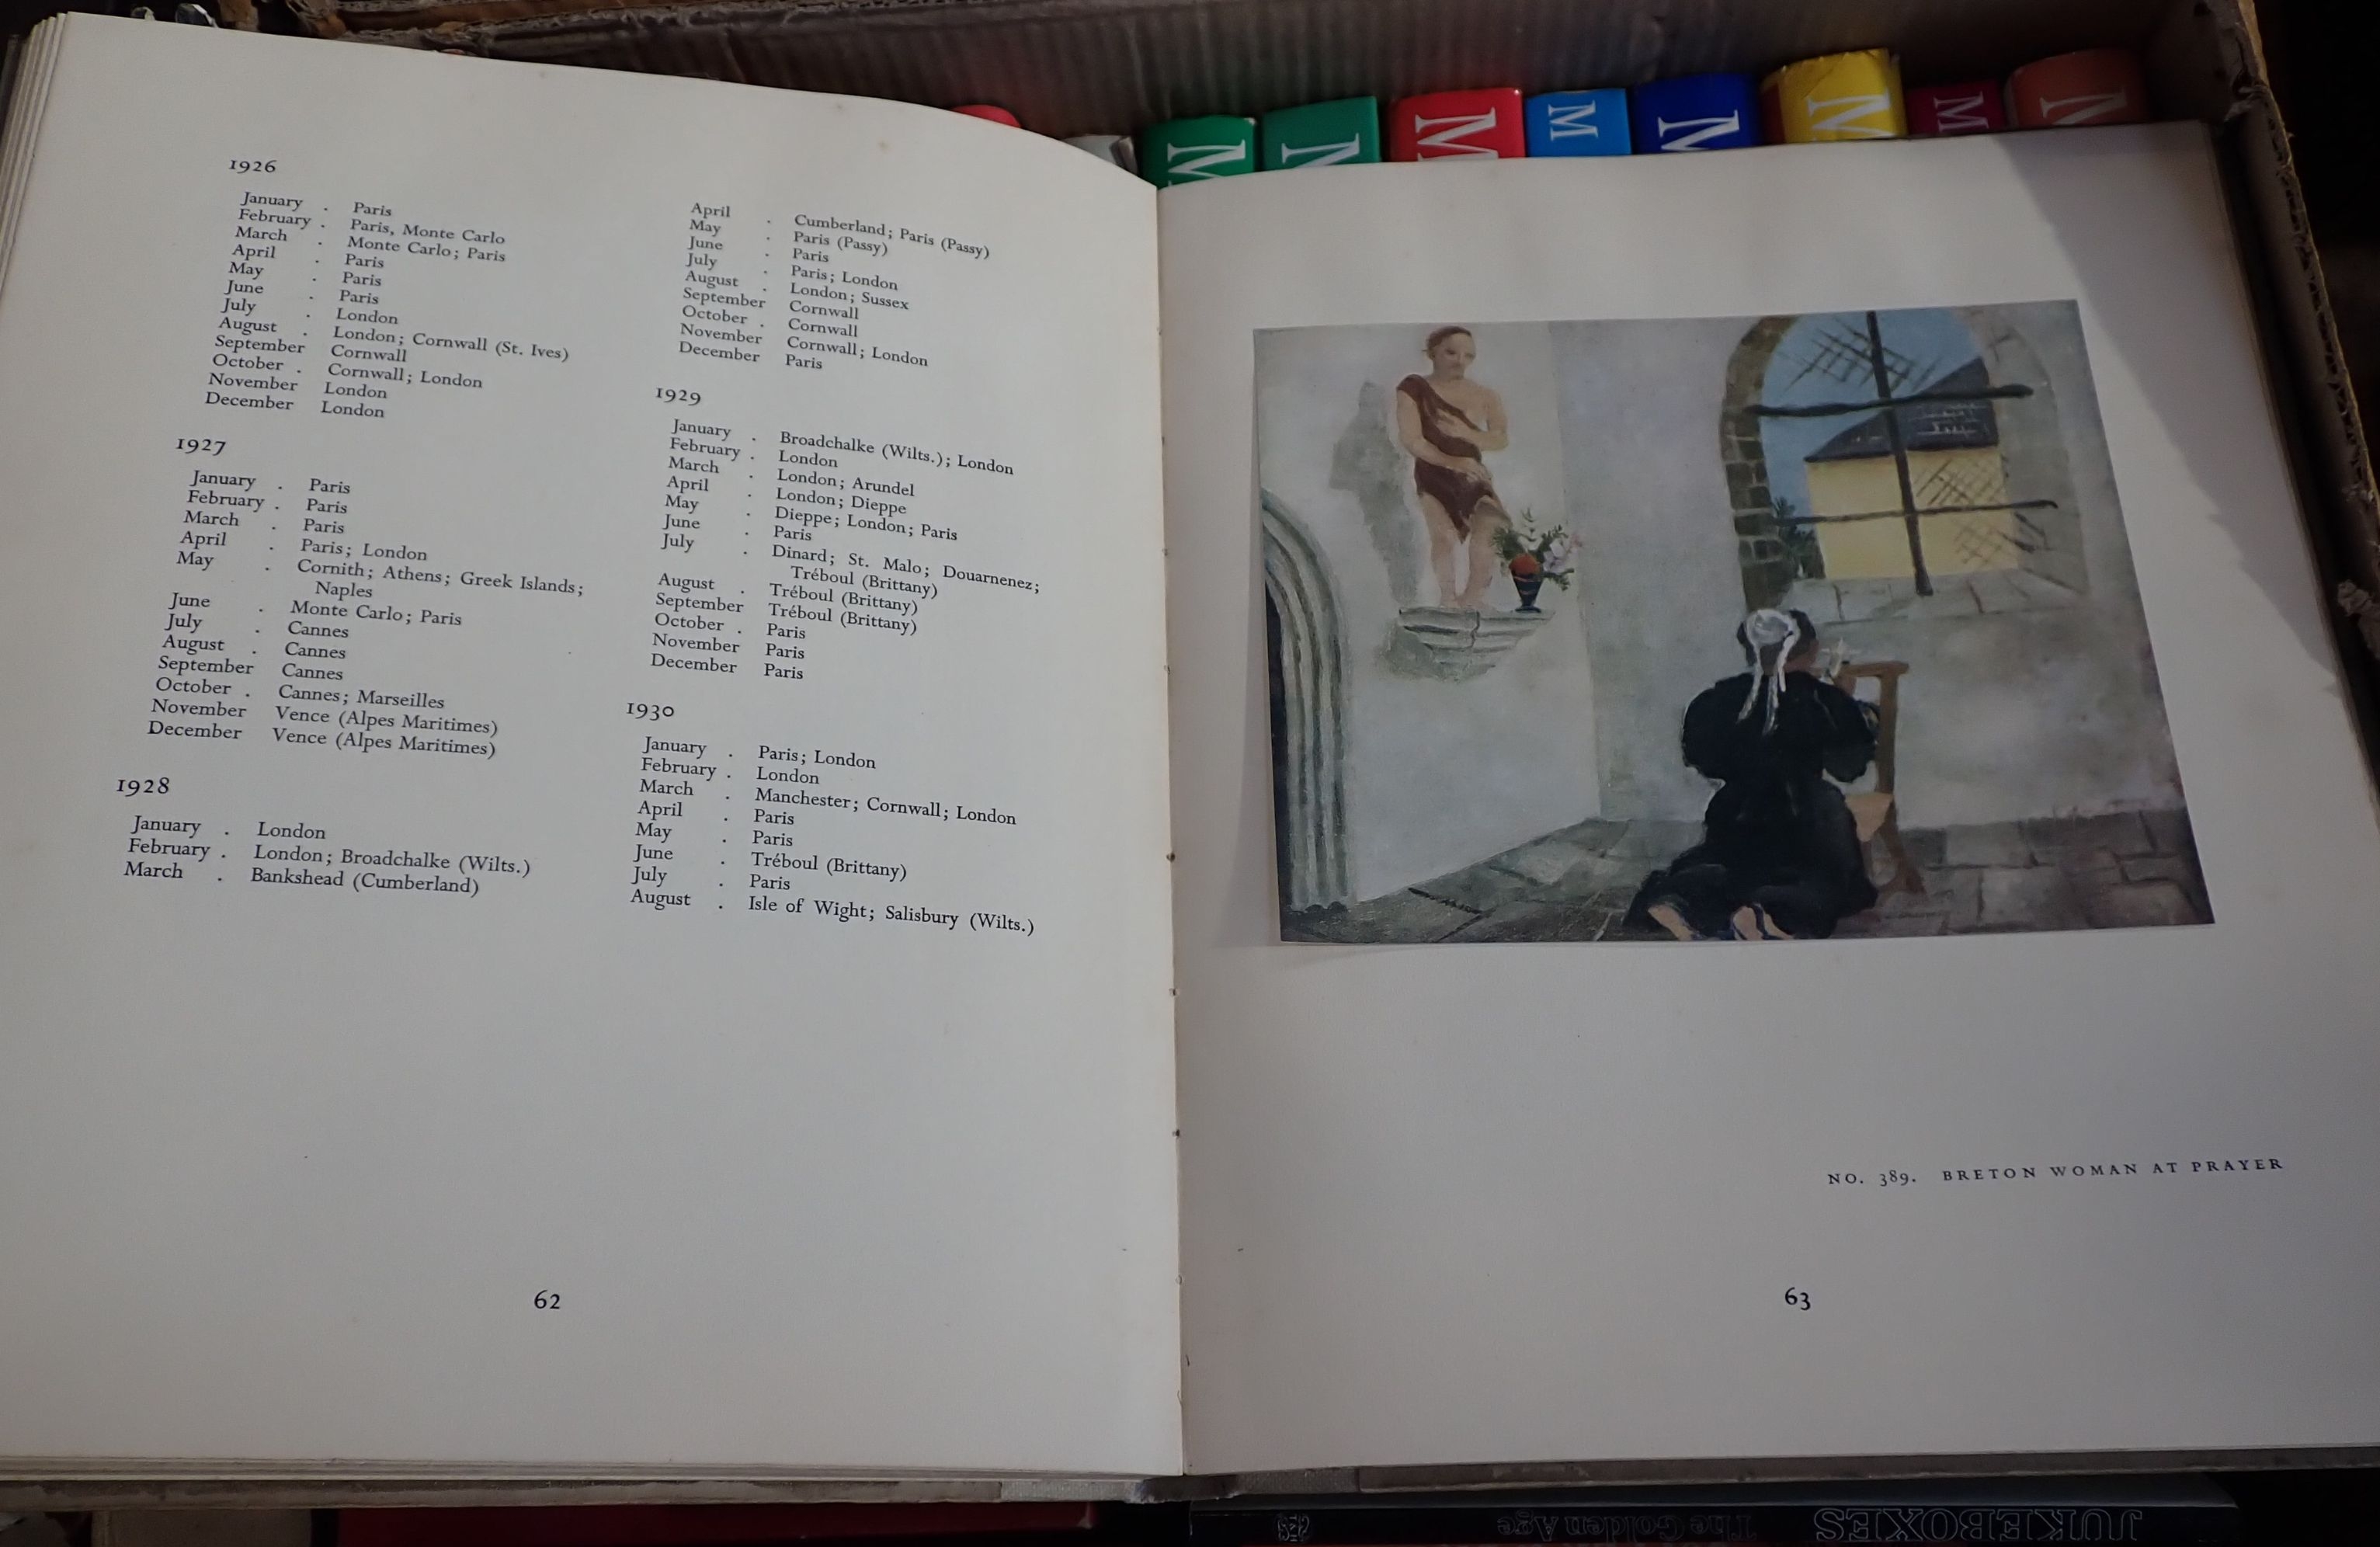 1926
January . Paris
February . Paris, Monte Carlo
March . Monte Carlo; Paris
April . Paris
May . Paris
June . Paris
July . London
August . London; Cornwall (St. Ives)
September Cornwall
October . Cornwall; London
November London
December London
1927
January . Paris
February . Paris
March . Paris
April . Paris; London
May . Cornith; Athens; Greek Islands;
Naples
June . Monte Carlo; Paris
July . Cannes
August . Cannes
September Cannes
October . Cannes; Marseilles
November Vence (Alpes Maritimes)
December Vence (Alpes Maritimes)
1928
January . London
February . London; Broadchalke (Wilts.)
March . Bankshead (Cumberland)
April . Cumberland; Paris (Passy)
May . Paris (Passy)
June . Paris
July . Paris; London
August . London; Sussex
September Cornwall
October . Cornwall
November Cornwall; London
December Paris
1929
January . Broadchalke (Wilts.); London
February . London
March . London; Arundel
April . London; Dieppe
May . Dieppe; London; Paris
June . Paris
July . Dinard; St. Malo; Douarnenez;
Tréboul (Brittany)
August . Tréboul (Brittany)
September Tréboul (Brittany)
October . Paris
November Paris
December Paris
1930
January . Paris; London
February . London
March . Manchester; Cornwall; London
April . Paris
May . Paris
June . Tréboul (Brittany)
July . Paris
August . Isle of Wight; Salisbury (Wilts.)
62
NO. 389. BRETON WOMAN AT PRAYER
63
M
M
M
M
M
M
M
M
JUKEBOXES
The Golden Age